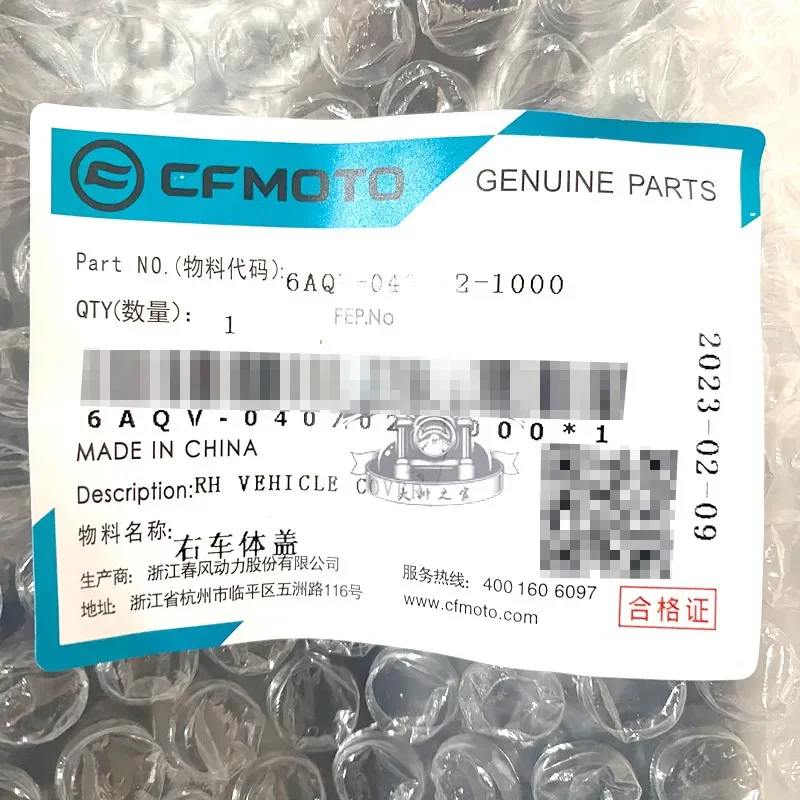 CFMOTO GENUINE PARTS
Part NO.(物料代码):
QTY(数量): 1
FEP.No
MADE IN CHINA
Description:RH VEHICLE COVER
物料名称:右车体盖
生产商: 浙江春风动力股份有限公司
地址: 浙江省杭州市临平区五洲路116号
服务热线: 400 160 6097
www.cfmoto.com
合格证
2023-02-09